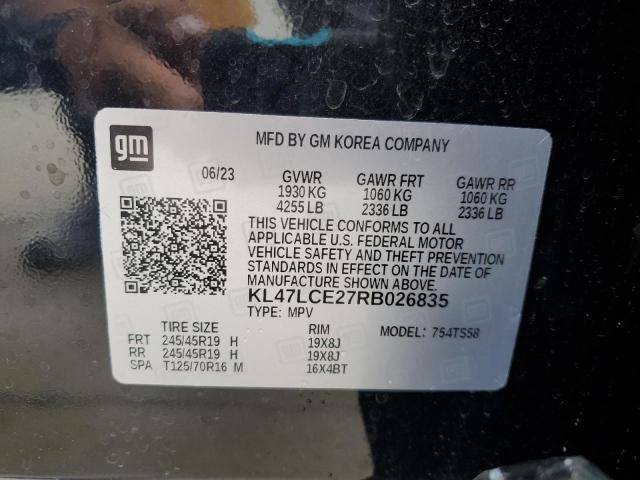 gm
MFD BY GM KOREA COMPANY
06/23 GVWR GAWR FRT GAWR RR
1930 KG 1060 KG 1060 KG
4255 LB 2336 LB 2336 LB
THIS VEHICLE CONFORMS TO ALL
APPLICABLE U.S. FEDERAL MOTOR
VEHICLE SAFETY AND THEFT PREVENTION
STANDARDS IN EFFECT ON THE DATE OF
MANUFACTURE SHOWN ABOVE.
KL47LCE27RB026835
TYPE: MPV
TIRE SIZE RIM MODEL: 754TS58
FRT 245/45R19 H 19X8J
RR 245/45R19 H 19X8J
SPA T125/70R16 M 16X4BT